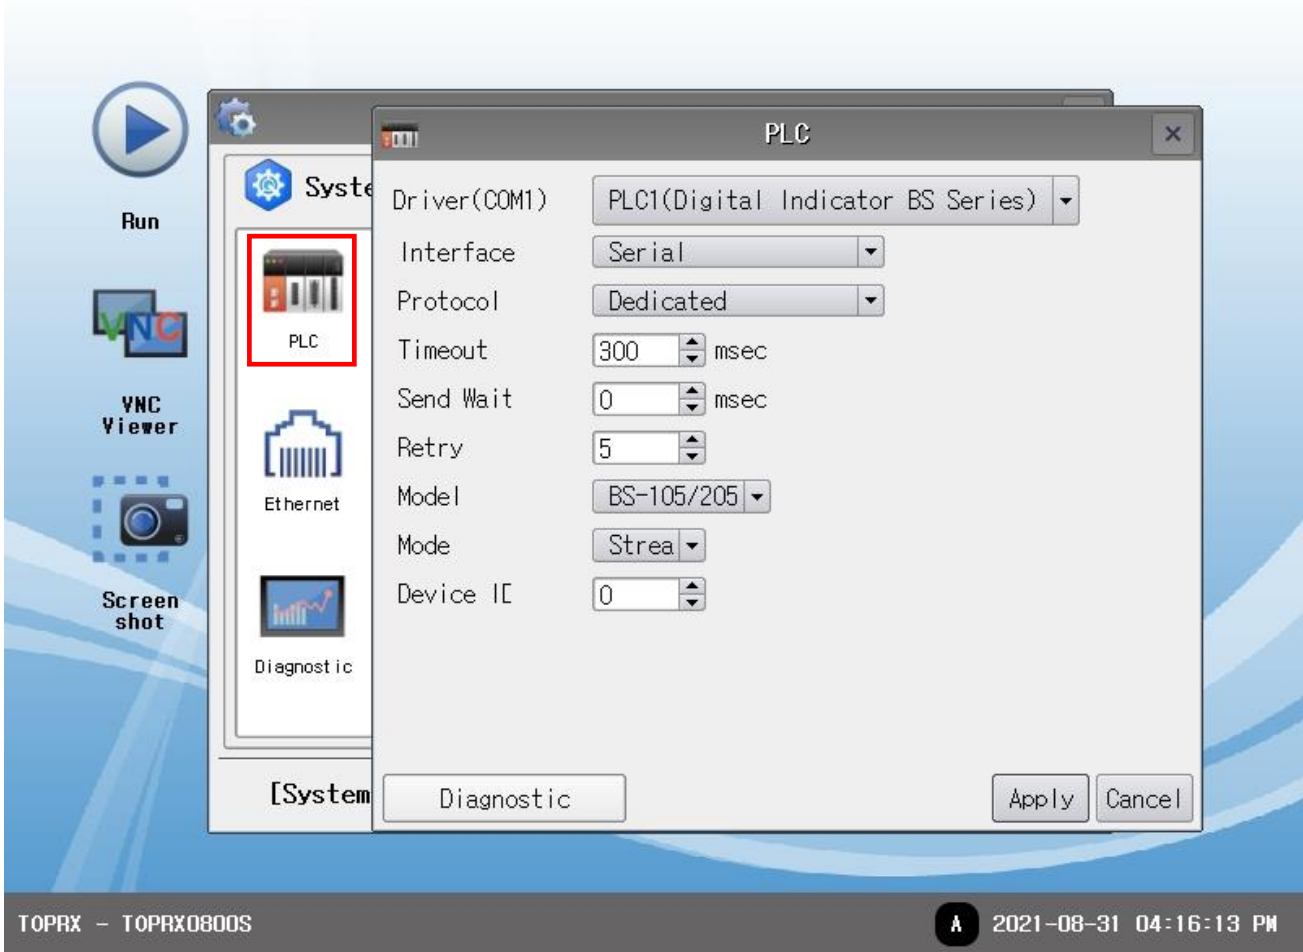 Run
VNC
Viewer
Screen
shot
Syste
PLC
Ethernet
Diagnostic
[System
PLC
Driver(COM1) PLC1(Digital Indicator BS Series)
Interface Serial
Protocol Dedicated
Timeout 300 msec
Send Wait 0 msec
Retry 5
Model BS-105/205
Mode Strea
Device I
0
Diagnostic Apply Cancel
TOPRX - TOPRX0800S A 2021-08-31 04:16:13 PM